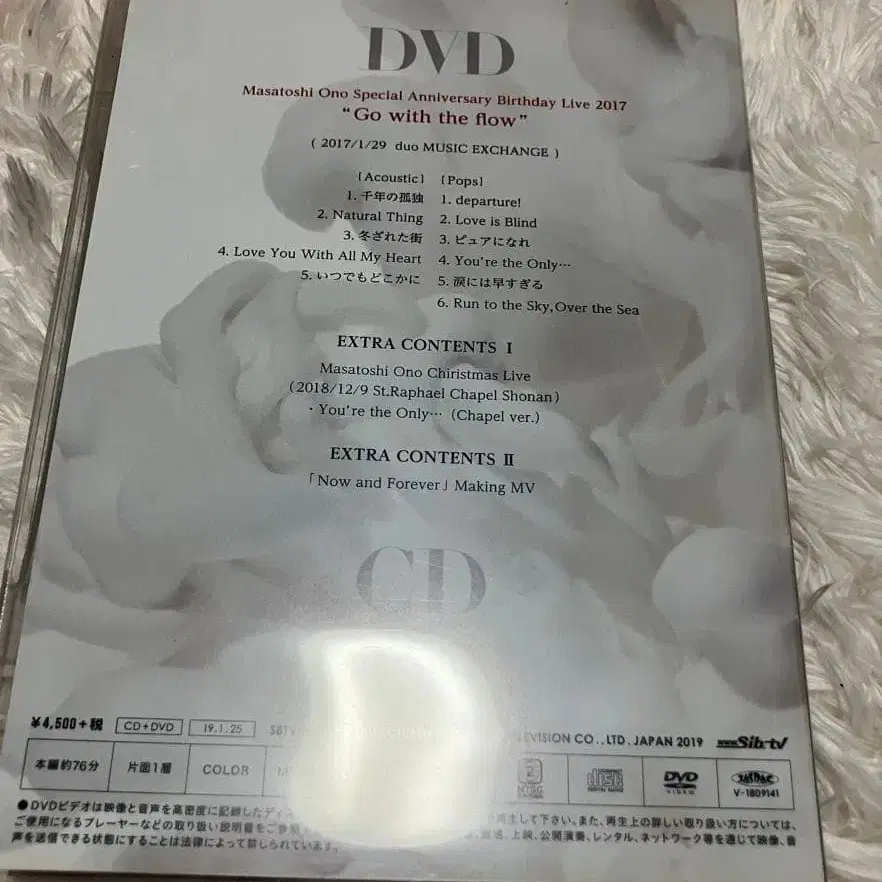 DVD
Masatoshi Ono Special Anniversary Birthday Live 2017
"Go with the flow"
( 2017/1/29 duo MUSIC EXCHANGE )
[Acoustic] [Pops]
1. 千年の孤独 1. departure!
2. Natural Thing 2. Love is Blind
3. 冬ざれた街 3. ピュアになれ
4. Love You With All My Heart 4. You're the Only…
5. いつでもどこかに 5. 涙には早すぎる
6. Run to the Sky,Over the Sea
EXTRA CONTENTS Ⅰ
Masatoshi Ono Chiristmas Live
(2018/12/9 St.Raphael Chapel Shonan)
・You're the Only… (Chapel ver.)
EXTRA CONTENTS Ⅱ
「Now and Forever」Making MV
CD
¥4,500+税 CD+DVD 19.1.25 CO.,LTD. JAPAN 2019 Sib-tv
本編約76分 片面1層 COLOR 2 disc DVD VIDEO V-1809141
●DVDビデオは映像と音声を高密度に記録したディス 再生して下さい。また、再生上の詳しい取り扱い方については、
ご使用になるプレーヤーなどの取り扱い説明書をご参照 上映、公開演奏、レンタル、ネットワーク等を通じて映像、音
声を送信できる状態にすることは法律によって禁じられています。